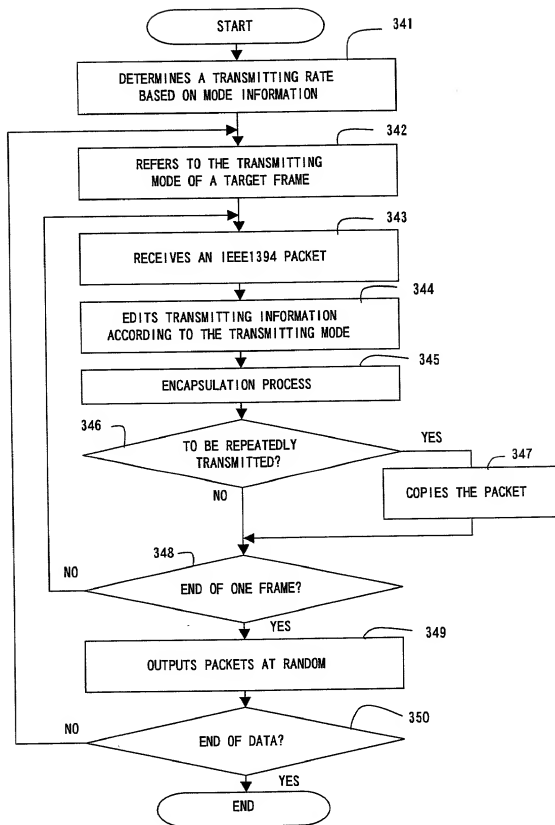 START
341
DETERMINES A TRANSMITTING RATE
BASED ON MODE INFORMATION
342
REFERS TO THE TRANSMITTING
MODE OF A TARGET FRAME
343
RECEIVES AN IEEE1394 PACKET
344
EDITS TRANSMITTING INFORMATION
ACCORDING TO THE TRANSMITTING MODE
345
ENCAPSULATION PROCESS
346
TO BE REPEATEDLY
TRANSMITTED?
YES
347
COPIES THE PACKET
NO
348
NO
END OF ONE FRAME?
YES
349
OUTPUTS PACKETS AT RANDOM
350
NO
END OF DATA?
YES
END